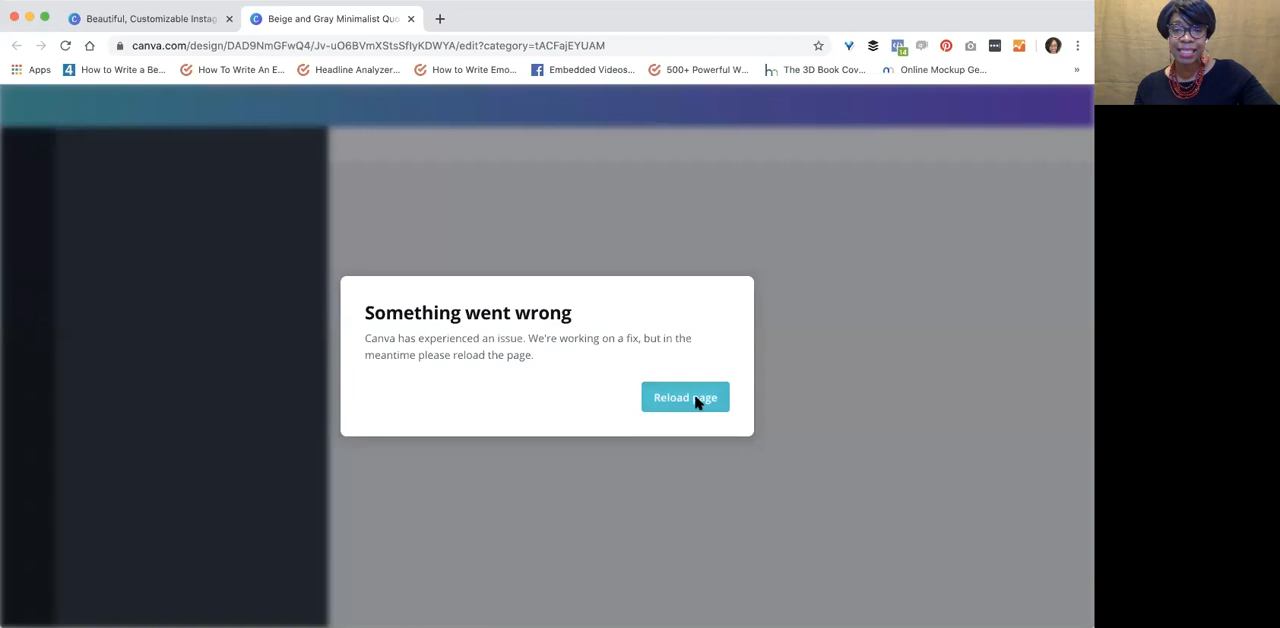 Beautiful, Customizable Instag
Beige and Gray Minimalist Quo
canva.com/design/DAD9NmGFwQ4/Jv-uO6BVmXStsSfIyKDWYA/edit?category=tACFajEYUAM
14
Apps
How to Write a Be...
How To Write An E...
Headline Analyzer...
How to Write Emo...
Embedded Videos...
500+ Powerful W...
The 3D Book Cov...
Online Mockup Ge...
Something went wrong
Canva has experienced an issue. We're working on a fix, but in the
meantime please reload the page.
Reload page